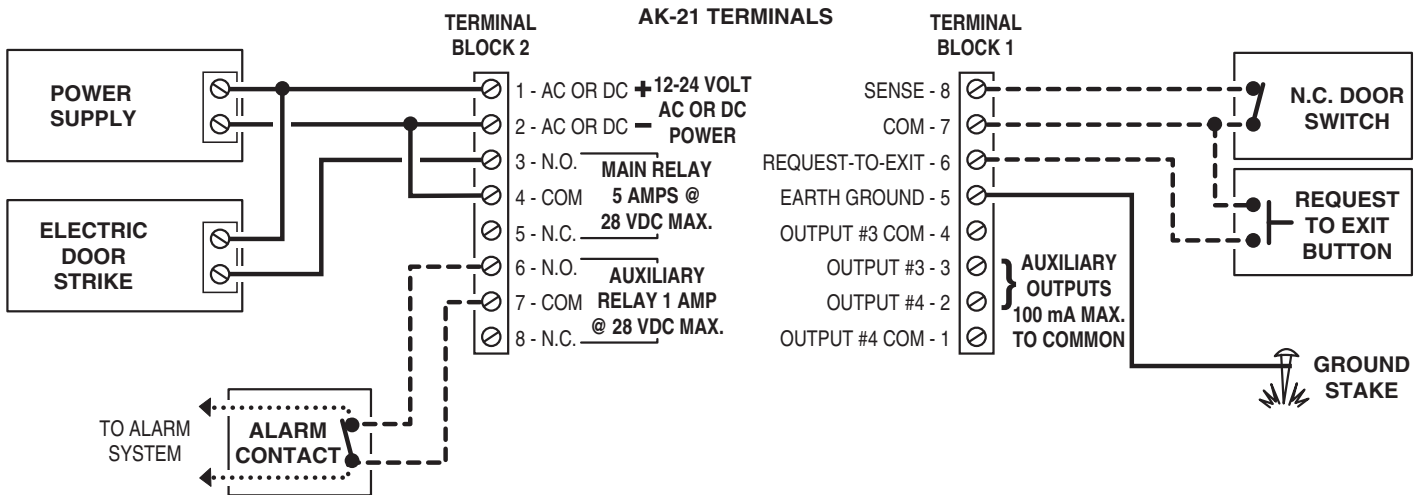 AK-21 TERMINALS
TERMINAL
BLOCK 2
TERMINAL
BLOCK 1
POWER
SUPPLY
ELECTRIC
DOOR
STRIKE
1 - AC OR DC +
2 - AC OR DC –
12-24 VOLT
AC OR DC
POWER
3 - N.O.
4 - COM
5 - N.C.
MAIN RELAY
5 AMPS @
28 VDC MAX.
6 - N.O.
7 - COM
8 - N.C.
AUXILIARY
RELAY 1 AMP
@ 28 VDC MAX.
TO ALARM
SYSTEM
ALARM
CONTACT
SENSE - 8
COM - 7
REQUEST-TO-EXIT - 6
EARTH GROUND - 5
OUTPUT #3 COM - 4
OUTPUT #3 - 3
OUTPUT #4 - 2
OUTPUT #4 COM - 1
} AUXILIARY
OUTPUTS
100 mA MAX.
TO COMMON
N.C. DOOR
SWITCH
REQUEST
TO EXIT
BUTTON
GROUND
STAKE